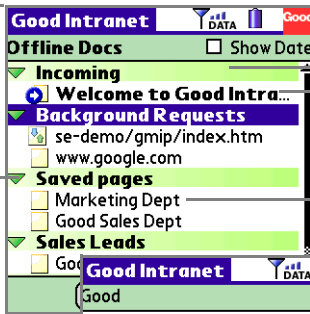 Good Intranet DATA Good
Offline Docs Show Date
Incoming
Welcome to Good Intra...
Background Requests
se-demo/gmip/index.htm
www.google.com
Saved pages
Marketing Dept
Good Sales Dept
Sales Leads
Good Intranet DATA
Good